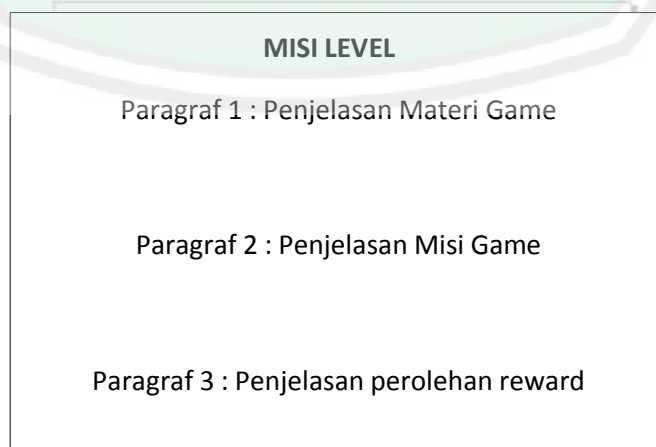 MISI LEVEL
Paragraf 1 : Penjelasan Materi Game
Paragraf 2 : Penjelasan Misi Game
Paragraf 3 : Penjelasan perolehan reward